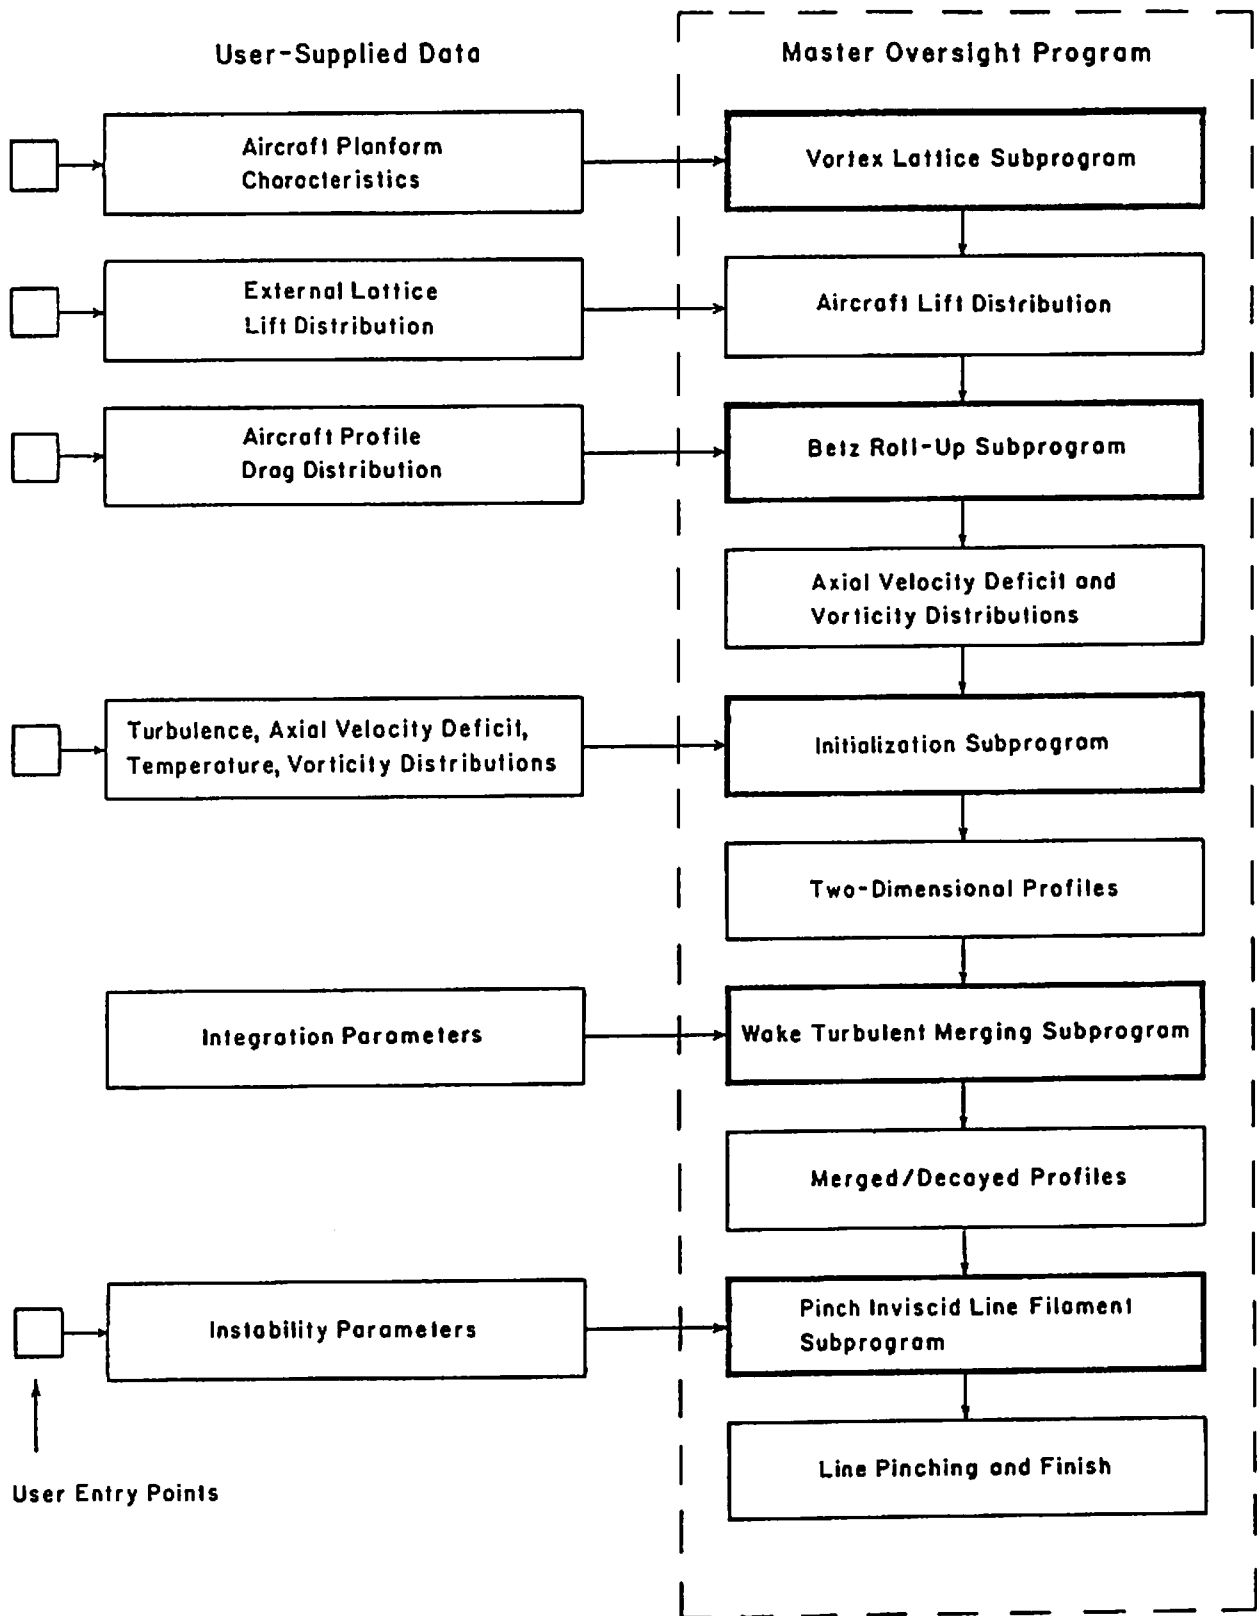 User-Supplied Data
Master Oversight Program
Aircraft Planform
Characteristics
Vortex Lattice Subprogram
External Lattice
Lift Distribution
Aircraft Lift Distribution
Aircraft Profile
Drag Distribution
Betz Roll-Up Subprogram
Axial Velocity Deficit and
Vorticity Distributions
Turbulence, Axial Velocity Deficit,
Temperature, Vorticity Distributions
Initialization Subprogram
Two-Dimensional Profiles
Integration Parameters
Wake Turbulent Merging Subprogram
Merged/Decayed Profiles
Instability Parameters
Pinch Inviscid Line Filament
Subprogram
Line Pinching and Finish
User Entry Points